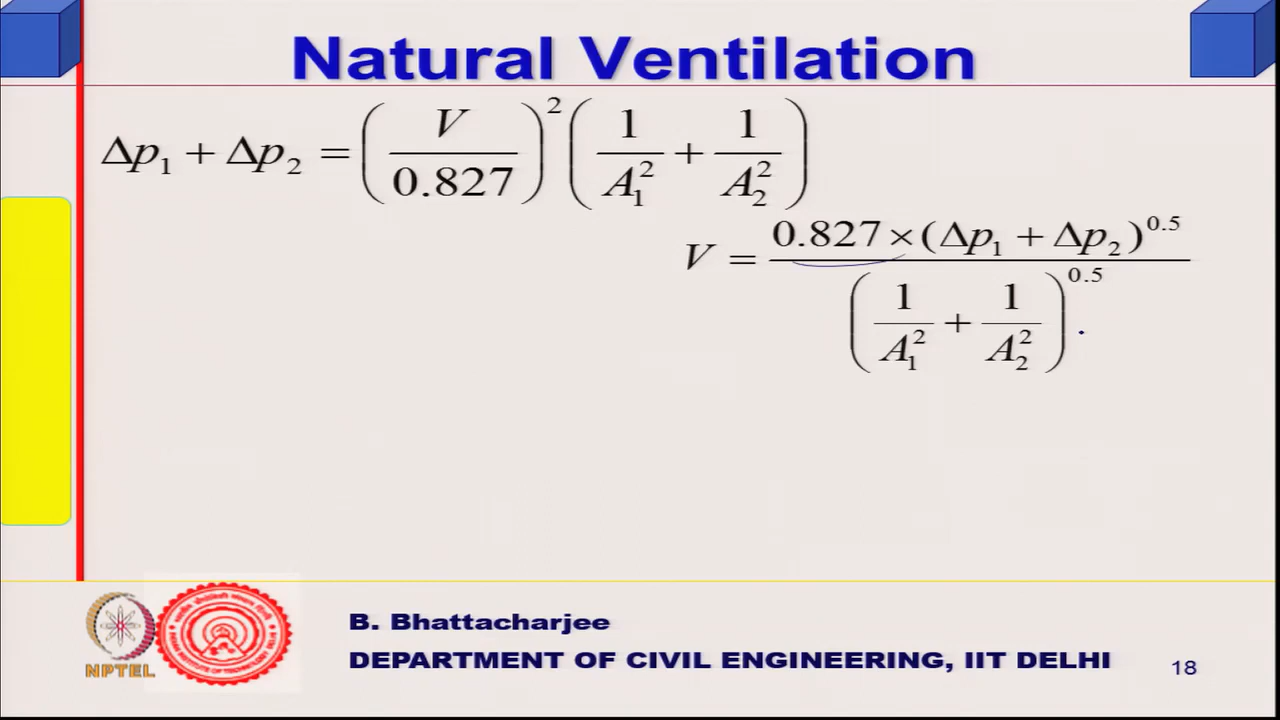 Natural Ventilation
Δp₁ + Δp₂ = (V / 0.827)² (1/A₁² + 1/A₂²)
V = 0.827 × (Δp₁ + Δp₂)^0.5 / (1/A₁² + 1/A₂²)^0.5 .
NPTEL
B. Bhattacharjee
DEPARTMENT OF CIVIL ENGINEERING, IIT DELHI
18